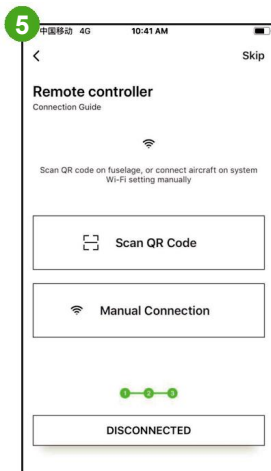 5
中国移动 4G 10:41 AM
Skip
Remote controller
Connection Guide
Scan QR code on fuselage, or connect aircraft on system
Wi-Fi setting manually
Scan QR Code
Manual Connection
1 2 3
DISCONNECTED